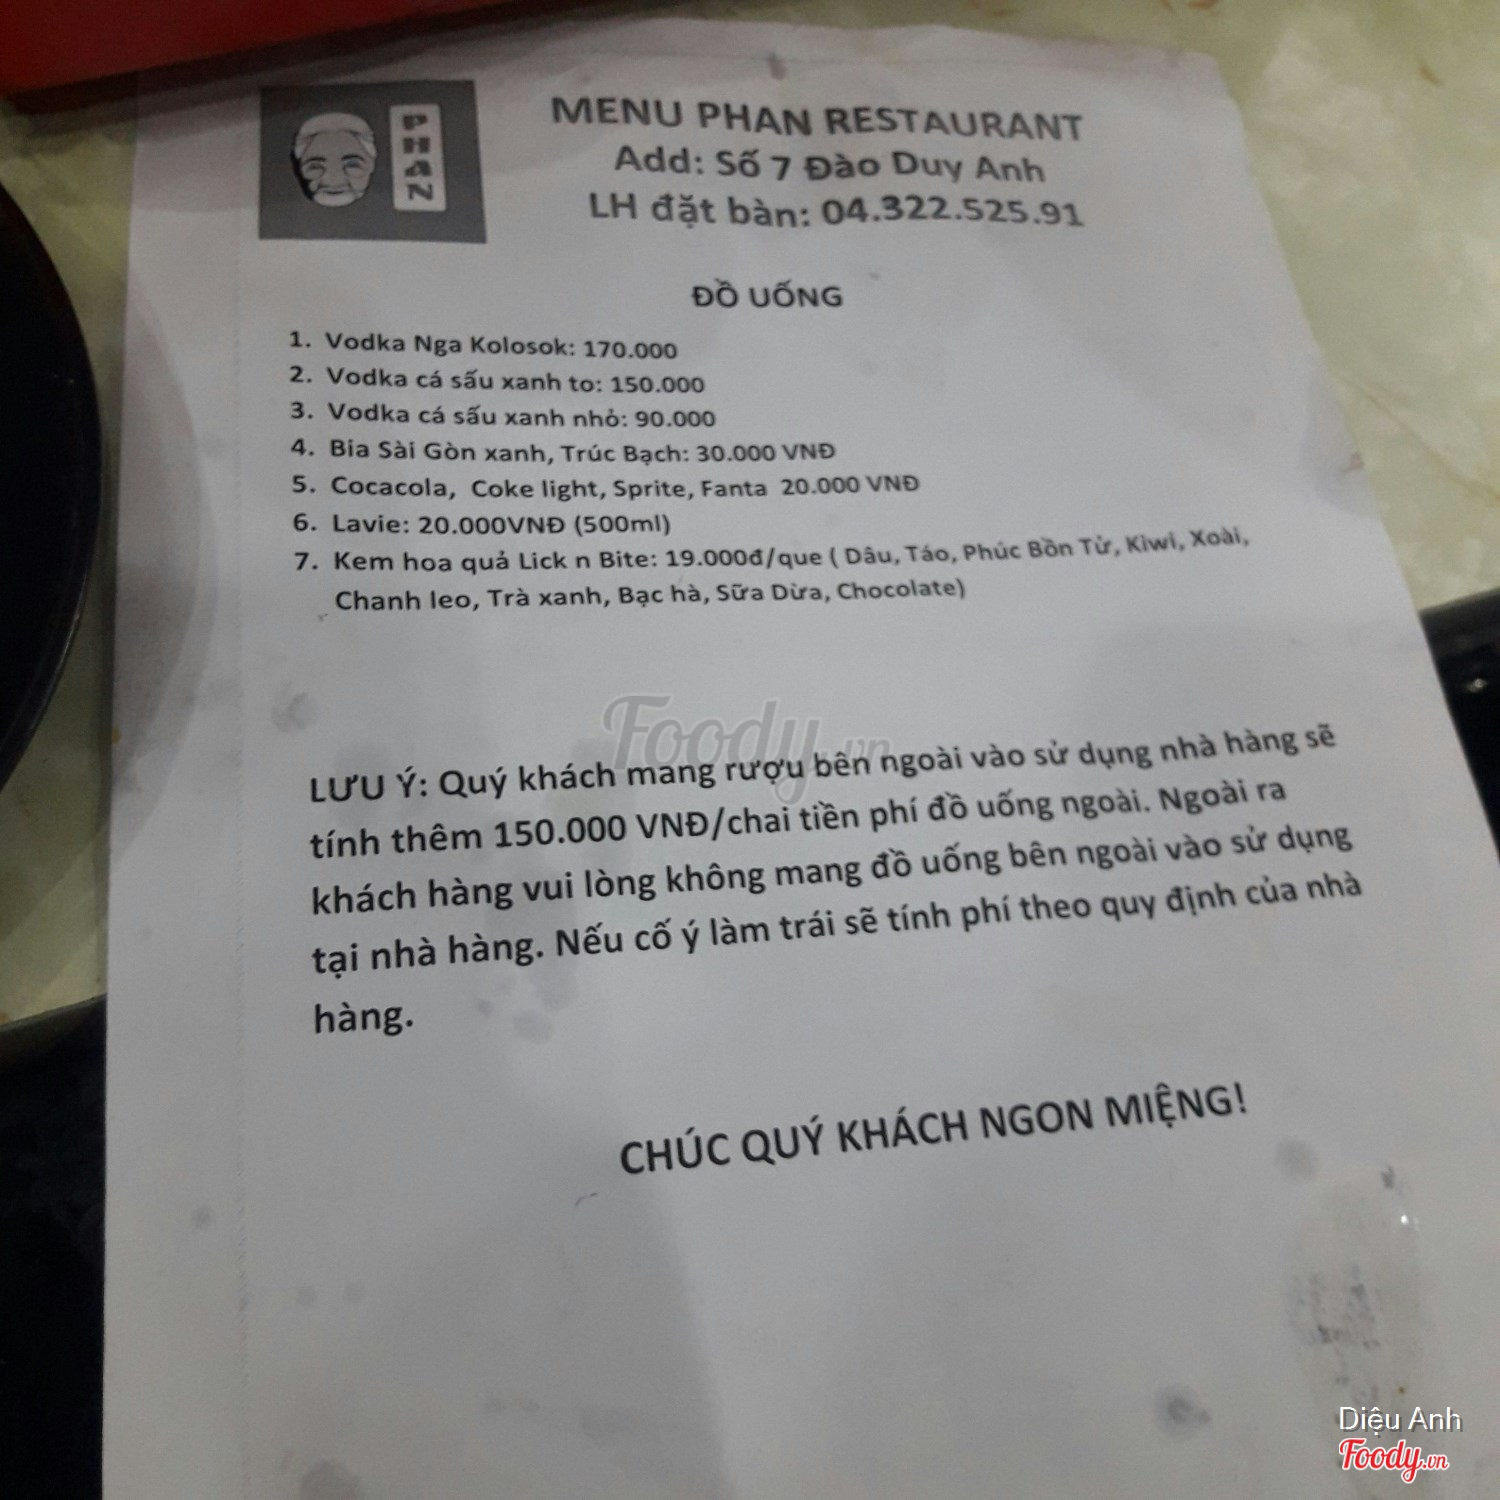 PHAN
MENU PHAN RESTAURANT
Add: Số 7 Đào Duy Anh
LH đặt bàn: 04.322.525.91
ĐỒ UỐNG
1. Vodka Nga Kolosok: 170.000
2. Vodka cá sấu xanh to: 150.000
3. Vodka cá sấu xanh nhỏ: 90.000
4. Bia Sài Gòn xanh, Trúc Bạch: 30.000 VNĐ
5. Cocacola, Coke light, Sprite, Fanta 20.000 VNĐ
6. Lavie: 20.000VNĐ (500ml)
7. Kem hoa quả Lick n Bite: 19.000đ/que ( Dâu, Táo, Phúc Bồn Tử, Kiwi, Xoài,
Chanh leo, Trà xanh, Bạc hà, Sữa Dừa, Chocolate)
Foody.vn
LƯU Ý: Quý khách mang rượu bên ngoài vào sử dụng nhà hàng sẽ
tính thêm 150.000 VNĐ/chai tiền phí đồ uống ngoài. Ngoài ra
khách hàng vui lòng không mang đồ uống bên ngoài vào sử dụng
tại nhà hàng. Nếu cố ý làm trái sẽ tính phí theo quy định của nhà
hàng.
CHÚC QUÝ KHÁCH NGON MIỆNG!
Diệu Anh
Foody.vn